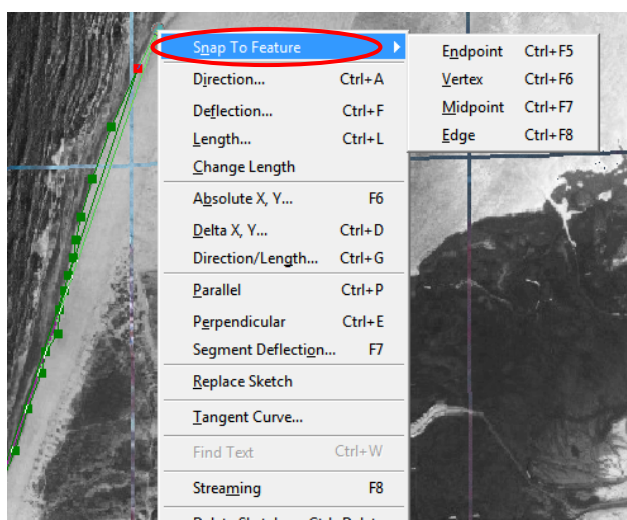 Snap To Feature
Endpoint Ctrl+F5
Direction... Ctrl+A
Vertex Ctrl+F6
Deflection... Ctrl+F
Midpoint Ctrl+F7
Length... Ctrl+L
Edge Ctrl+F8
Change Length
Absolute X, Y... F6
Delta X, Y... Ctrl+D
Direction/Length... Ctrl+G
Parallel Ctrl+P
Perpendicular Ctrl+E
Segment Deflection... F7
Replace Sketch
Tangent Curve...
Find Text Ctrl+W
Streaming F8